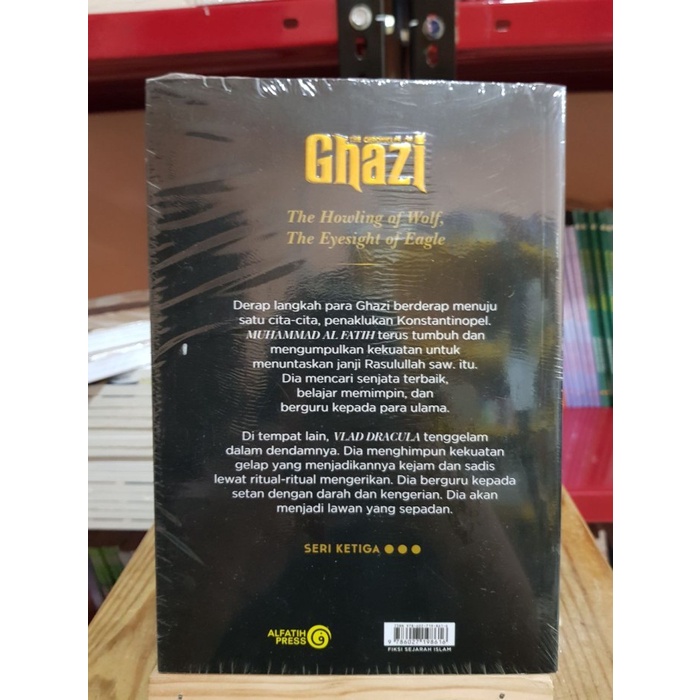 Ghazi
The Howling of Wolf,
The Eyesight of Eagle
Derap langkah para Ghazi berderap menuju
satu cita-cita, penaklukan Konstantinopel.
MUHAMMAD AL FATIH terus tumbuh dan
mengumpulkan kekuatan untuk
menuntaskan janji Rasulullah saw. itu.
Dia mencari senjata terbaik,
belajar memimpin, dan
berguru kepada para ulama.
Di tempat lain, VLAD DRACULA tenggelam
dalam dendamnya. Dia menghimpun kekuatan
gelap yang menjadikannya kejam dan sadis
lewat ritual-ritual mengerikan. Dia berguru kepada
setan dengan darah dan kengerian. Dia akan
menjadi lawan yang sepadan.
SERI KETIGA
ALFATIH
PRESS
9 786027 198616
FIKSI SEJARAH ISLAM